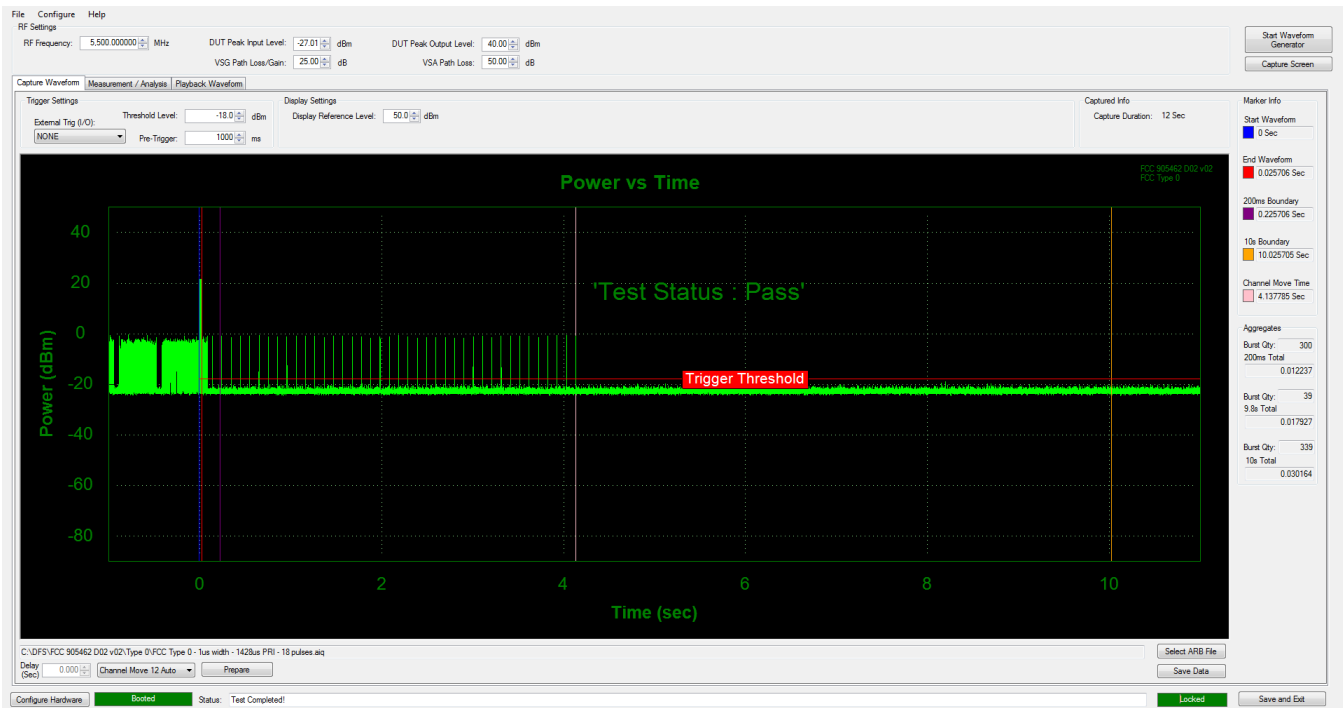 File Configure Help
RF Settings
RF Frequency: 5,500.000000 MHz DUT Peak Input Level: -27.01 dBm DUT Peak Output Level: 40.00 dBm
VSG Path Loss/Gain: 25.00 dB VSA Path Loss: 50.00 dB
Start Waveform
Generator
Capture Screen
Capture Waveform Measurement / Analysis Playback Waveform
Trigger Settings
External Trig (I/O):
NONE
Threshold Level: -18.0 dBm
Pre-Trigger: 1000 ms
Display Settings
Display Reference Level: 50.0 dBm
Captured Info
Capture Duration: 12 Sec
Marker Info
Start Waveform
0 Sec
End Waveform
0.025706 Sec
200ms Boundary
0.225706 Sec
10s Boundary
10.025705 Sec
Channel Move Time
4.137785 Sec
Aggregates
Burst Qty: 300
200ms Total
0.012237
Burst Qty: 39
9.8s Total
0.017927
Burst Qty: 339
10s Total
0.030164
Power vs Time
FCC 905462 D02 v02
FCC Type 0
'Test Status : Pass'
Trigger Threshold
Power (dBm)
40
20
0
-20
-40
-60
-80
0 2 4 6 8 10
Time (sec)
C:\DFS\FCC 905462 D02 v02\Type 0\FCC Type 0 - 1us width - 1428us PRI - 18 pulses.aiq
Select ARB File
Delay
(Sec) 0.000 Channel Move 12 Auto Prepare
Save Data
Configure Hardware Booted Status: Test Completed! Locked Save and Exit